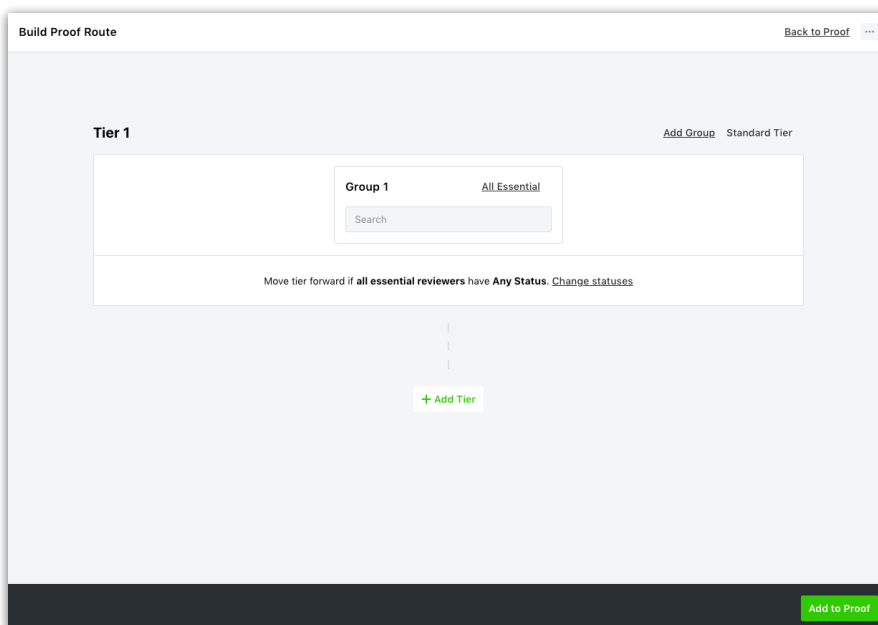 Build Proof Route
Back to Proof ...
Tier 1
Add Group Standard Tier
Group 1 All Essential
Search
Move tier forward if all essential reviewers have Any Status. Change statuses
+ Add Tier
Add to Proof